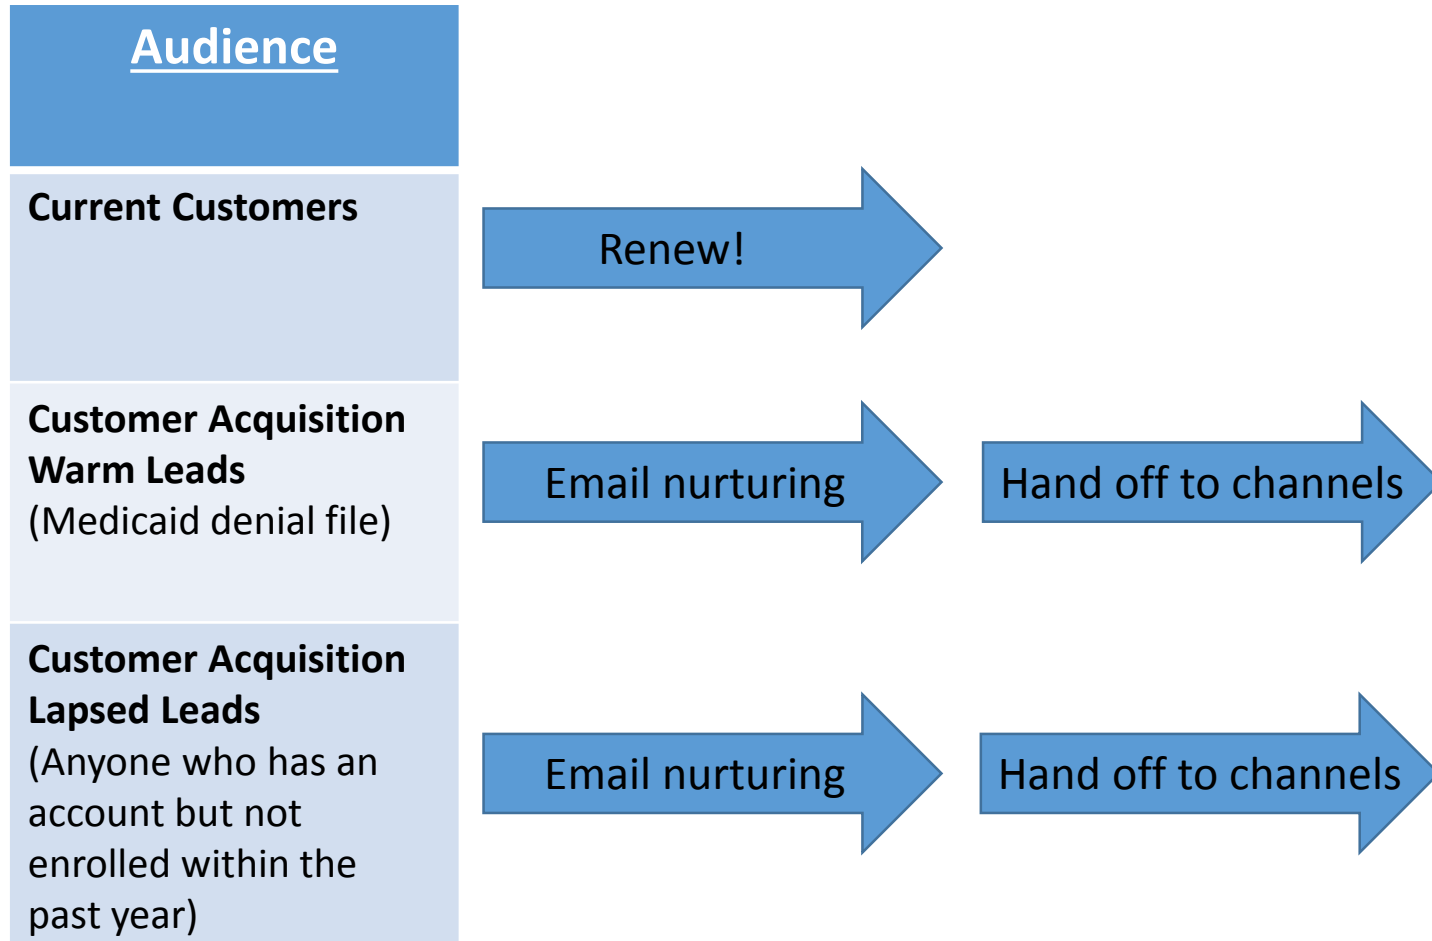 Audience
Current Customers
Renew!
Customer Acquisition
Warm Leads
(Medicaid denial file)
Email nurturing
Hand off to channels
Customer Acquisition
Lapsed Leads
(Anyone who has an
account but not
enrolled within the
past year)
Email nurturing
Hand off to channels